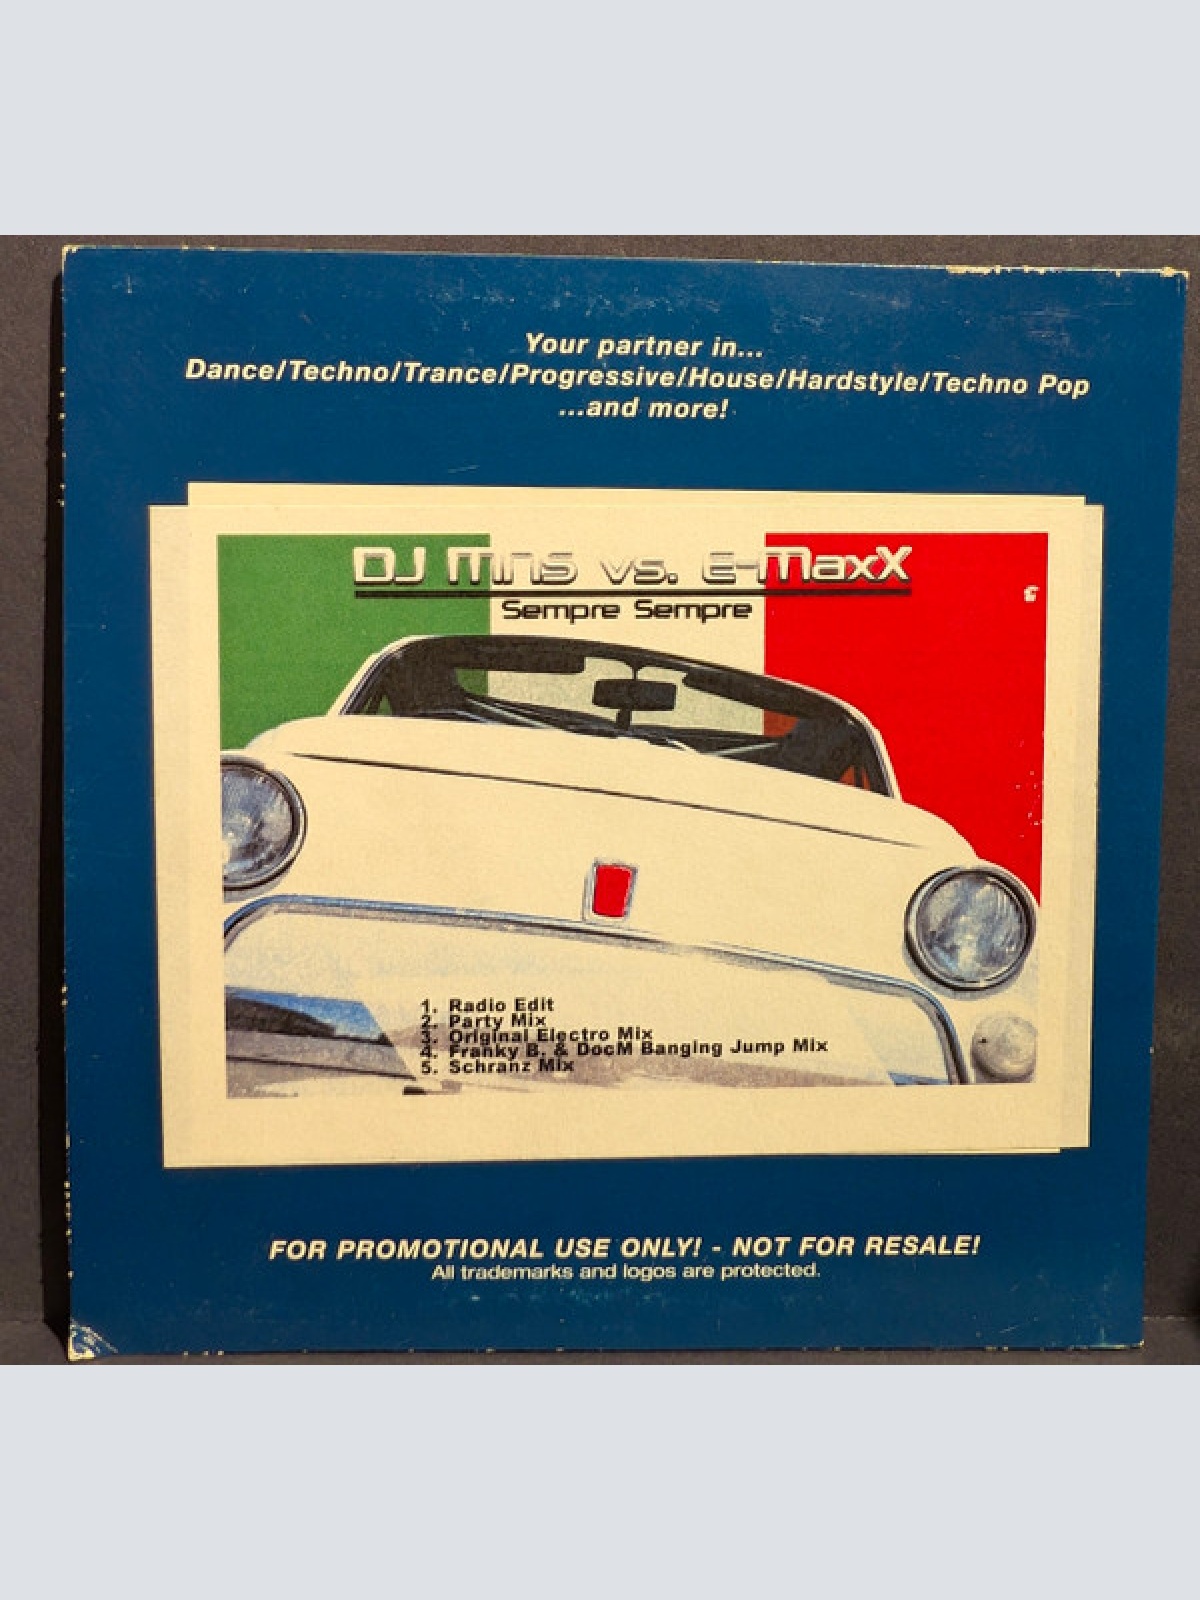 Your partner in...
Dance/Techno/Trance/Progressive/House/Hardstyle/Techno Pop
...and more!
DJ MNS vs. E-MaxX
Sempre Sempre
1. Radio Edit
2. Party Mix
3. Original Electro Mix
4. Franky B. & DocM Banging Jump Mix
5. Schranz Mix
FOR PROMOTIONAL USE ONLY! - NOT FOR RESALE!
All trademarks and logos are protected.